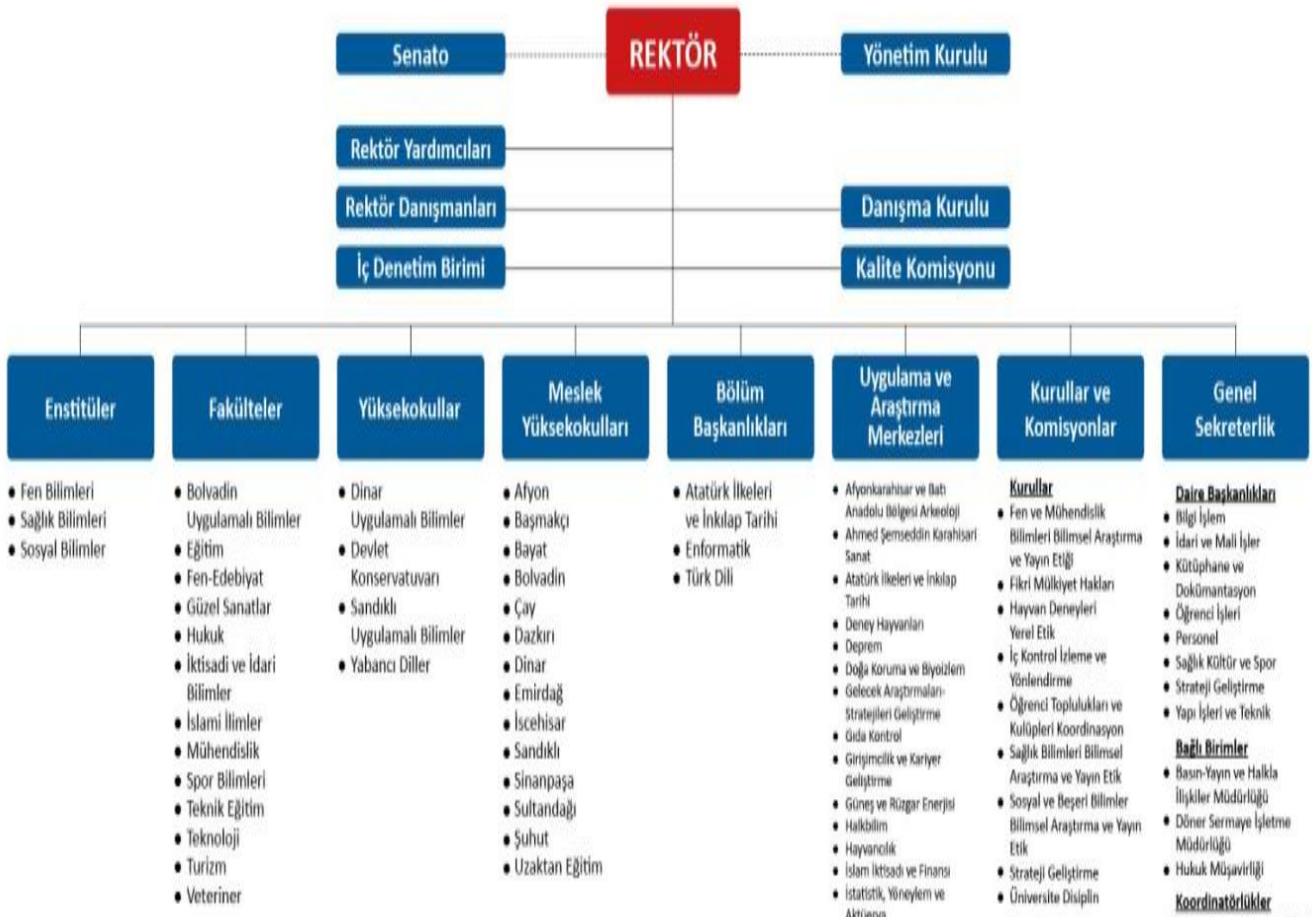 Senato
REKTÖR
Yönetim Kurulu
Rektör Yardımcıları
Rektör Danışmanları
Danışma Kurulu
İç Denetim Birimi
Kalite Komisyonu
Enstitüler
• Fen Bilimleri
• Sağlık Bilimleri
• Sosyal Bilimler
Fakülteler
• Bolvadin
Uygulamalı Bilimler
• Eğitim
• Fen-Edebiyat
• Güzel Sanatlar
• Hukuk
• İktisadi ve İdari
Bilimler
• İslami İlimler
• Mühendislik
• Spor Bilimleri
• Teknik Eğitim
• Teknoloji
• Turizm
• Veteriner
Yüksekokullar
• Dinar
Uygulamalı Bilimler
• Devlet
Konservatuvarı
• Sandıklı
Uygulamalı Bilimler
• Yabancı Diller
Meslek
Yüksekokulları
• Afyon
• Başmakçı
• Bayat
• Bolvadin
• Çay
• Dazkırı
• Dinar
• Emirdağ
• İscehisar
• Sandıklı
• Sinanpaşa
• Sultandağı
• Şuhut
• Uzaktan Eğitim
Bölüm
Başkanlıkları
• Atatürk İlkeleri
ve İnkılap Tarihi
• Enformatik
• Türk Dili
Uygulama ve
Araştırma
Merkezleri
• Afyonkarahisar ve Batı
Anadolu Bölgesi Arkeoloji
• Ahmed Şemseddin Karahisari
Sanat
• Atatürk İlkeleri ve İnkılap
Tarihi
• Deney Hayvanları
• Deprem
• Doğa Koruma ve Biyoizlem
• Gelecek Araştırmaları-
Stratejileri Geliştirme
• Gıda Kontrol
• Girişimcilik ve Kariyer
Geliştirme
• Güneş ve Rüzgar Enerjisi
• Halkbilim
• Hayvancılık
• İslam İktisadı ve Finansı
• İstatistik, Yöneylem ve
Aktüerya
Kurullar ve
Komisyonlar
Kurullar
• Fen ve Mühendislik
Bilimleri Bilimsel Araştırma
ve Yayın Etiği
• Fikri Mülkiyet Hakları
• Hayvan Deneyleri
Yerel Etik
• İç Kontrol İzleme ve
Yönlendirme
• Öğrenci Toplulukları ve
Kulüpleri Koordinasyon
• Sağlık Bilimleri Bilimsel
Araştırma ve Yayın Etik
• Sosyal ve Beşeri Bilimler
Bilimsel Araştırma ve Yayın
Etik
• Strateji Geliştirme
• Üniversite Disiplin
Genel
Sekreterlik
Daire Başkanlıkları
• Bilgi İşlem
• İdari ve Mali İşler
• Kütüphane ve
Dokümantasyon
• Öğrenci İşleri
• Personel
• Sağlık Kültür ve Spor
• Strateji Geliştirme
• Yapı İşleri ve Teknik
Bağlı Birimler
• Basın-Yayın ve Halkla
İlişkiler Müdürlüğü
• Döner Sermaye İşletme
Müdürlüğü
• Hukuk Müşavirliği
Koordinatörlükler